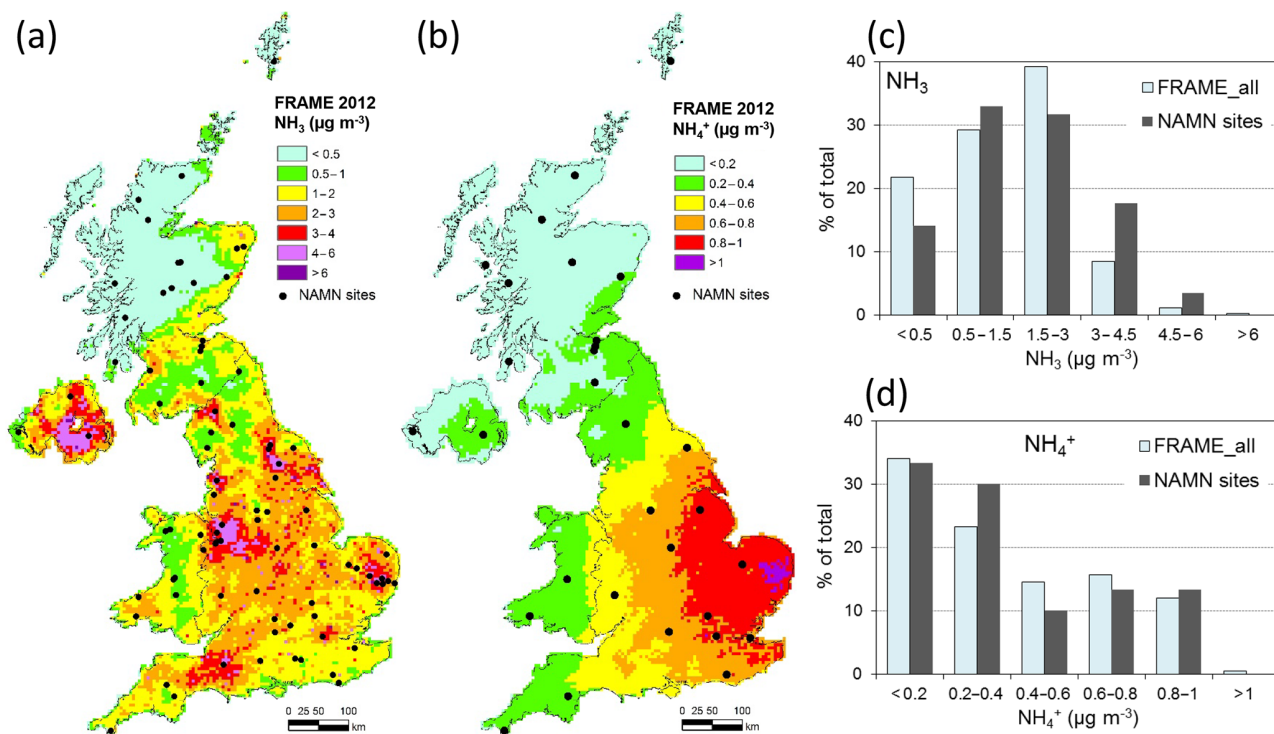 (a)
FRAME 2012
NH₃ (µg m⁻³)
< 0.5
0.5–1
1–2
2–3
3–4
4–6
>6
NAMN sites
0 25 50 100
km
(b)
FRAME 2012
NH₄⁺ (µg m⁻³)
<0.2
0.2–0.4
0.4–0.6
0.6–0.8
0.8–1
>1
NAMN sites
0 25 50 100
km
(c)
NH₃
FRAME_all
NAMN sites
% of total
40
30
20
10
0
<0.5 0.5–1.5 1.5–3 3–4.5 4.5–6 >6
NH₃ (µg m⁻³)
(d)
NH₄⁺
FRAME_all
NAMN sites
% of total
40
30
20
10
0
<0.2 0.2–0.4 0.4–0.6 0.6–0.8 0.8–1 >1
NH₄⁺ (µg m⁻³)